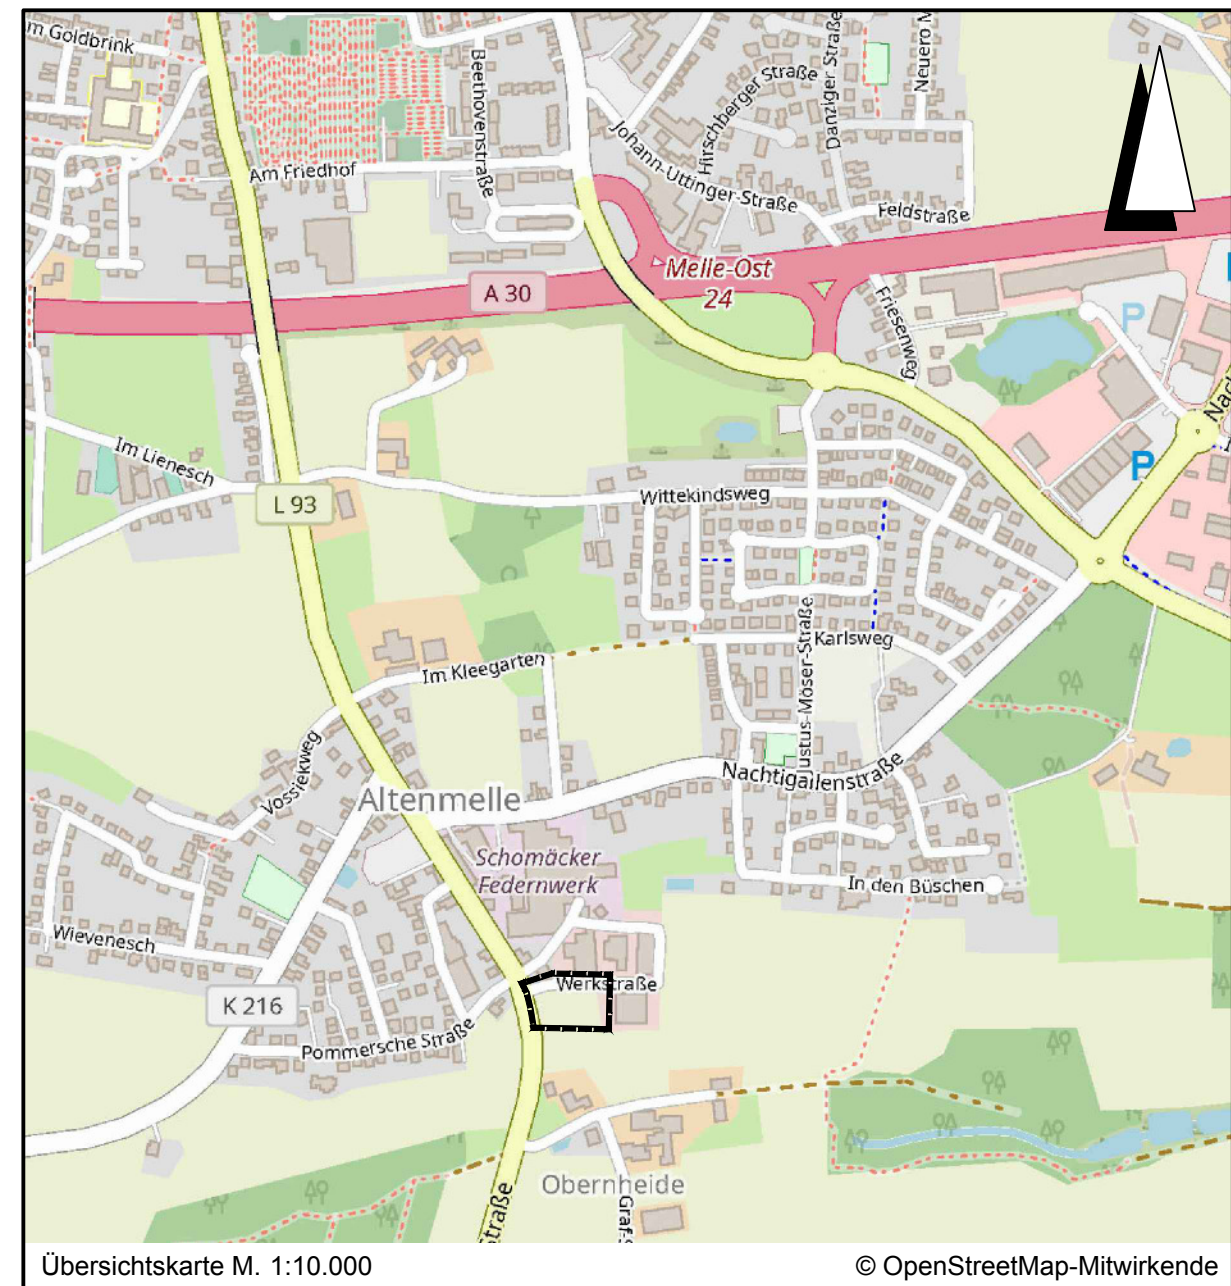 m Goldbrink
Beethovenstraße
Hirschberger Straße
Danziger Straße
Neuero
Johann-Uttinger-Straße
Am Friedhof
Feldstraße
Melle-Ost
24
A 30
Friesenweg
P
Im Lienesch
L 93
Wittekindsweg
P
Karlsweg
Im Kleegarten
ustus-Möser-Straße
Nachtigallenstraße
Vossiekweg
Altenmelle
Schomäcker
Federnwerk
In den Büschen
Wievenesch
Werkstraße
K 216
Pommersche Straße
Obernheide
straße
Graf-S
Übersichtskarte M. 1:10.000
© OpenStreetMap-Mitwirkende